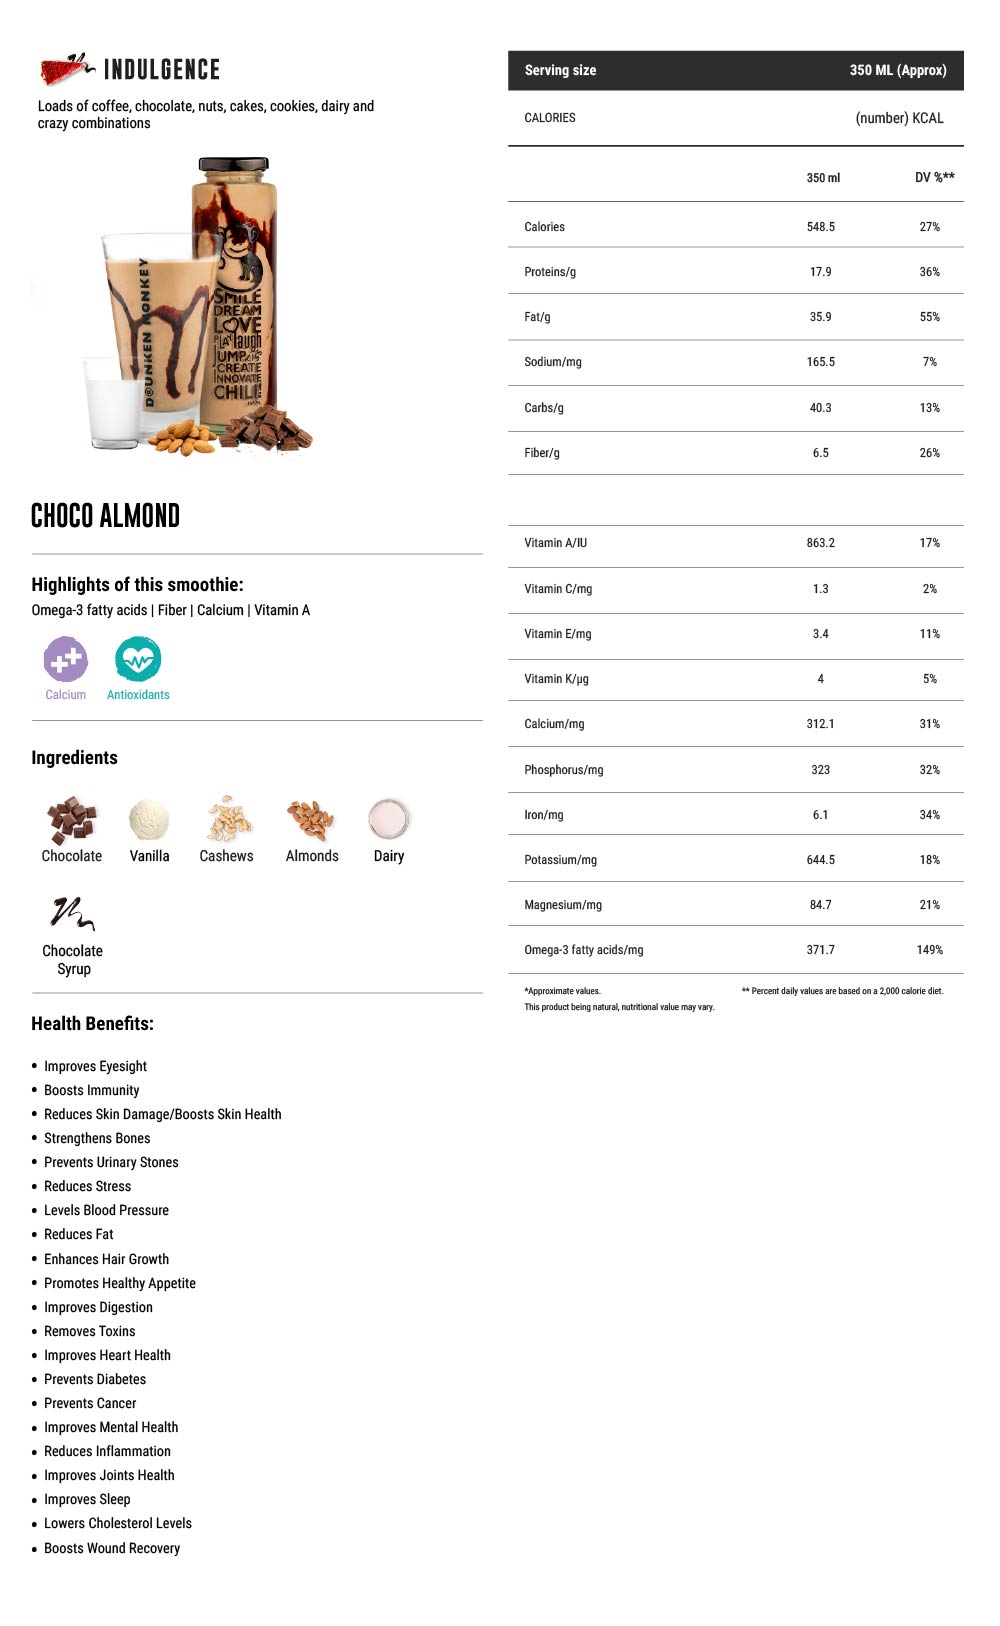 INDULGENCE
Loads of coffee, chocolate, nuts, cakes, cookies, dairy and
crazy combinations
DRUNKEN MONKEY
SMILE
DREAM
LOVE
PLAY laugh
JUMP
CREATE
INNOVATE
CHILL
CHOCO ALMOND
Highlights of this smoothie:
Omega-3 fatty acids | Fiber | Calcium | Vitamin A
Calcium Antioxidants
Ingredients
Chocolate Vanilla Cashews Almonds Dairy
Chocolate
Syrup
Health Benefits:
• Improves Eyesight
• Boosts Immunity
• Reduces Skin Damage/Boosts Skin Health
• Strengthens Bones
• Prevents Urinary Stones
• Reduces Stress
• Levels Blood Pressure
• Reduces Fat
• Enhances Hair Growth
• Promotes Healthy Appetite
• Improves Digestion
• Removes Toxins
• Improves Heart Health
• Prevents Diabetes
• Prevents Cancer
• Improves Mental Health
• Reduces Inflammation
• Improves Joints Health
• Improves Sleep
• Lowers Cholesterol Levels
• Boosts Wound Recovery
Serving size 350 ML (Approx)
CALORIES (number) KCAL
350 ml DV %**
Calories 548.5 27%
Proteins/g 17.9 36%
Fat/g 35.9 55%
Sodium/mg 165.5 7%
Carbs/g 40.3 13%
Fiber/g 6.5 26%
Vitamin A/IU 863.2 17%
Vitamin C/mg 1.3 2%
Vitamin E/mg 3.4 11%
Vitamin K/µg 4 5%
Calcium/mg 312.1 31%
Phosphorus/mg 323 32%
Iron/mg 6.1 34%
Potassium/mg 644.5 18%
Magnesium/mg 84.7 21%
Omega-3 fatty acids/mg 371.7 149%
*Approximate values. ** Percent daily values are based on a 2,000 calorie diet.
This product being natural, nutritional value may vary.